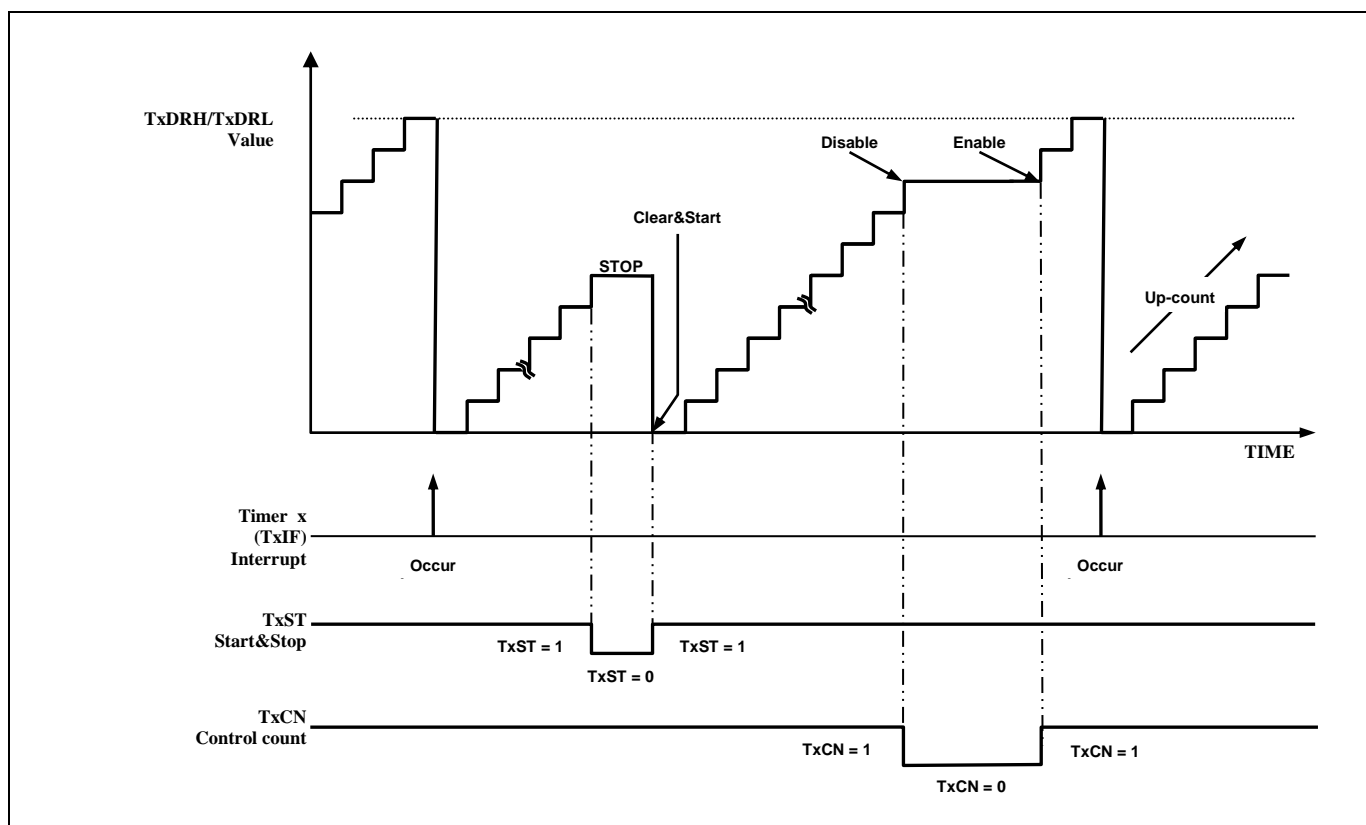 TxDRH/TxDRL
Value
Disable
Enable
Clear&Start
STOP
Up-count
TIME
Timer x
(TxIF)
Interrupt
Occur
Occur
TxST
Start&Stop
TxST = 1
TxST = 0
TxST = 1
TxCN
Control count
TxCN = 1
TxCN = 0
TxCN = 1